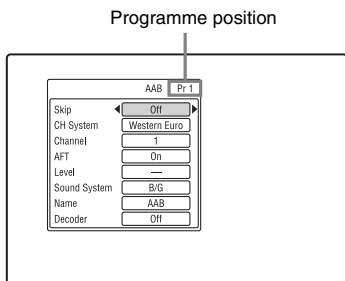 Programme position
AAB Pr 1
Skip Off
CH System Western Euro
Channel 1
AFT On
Level —
Sound System B/G
Name AAB
Decoder Off